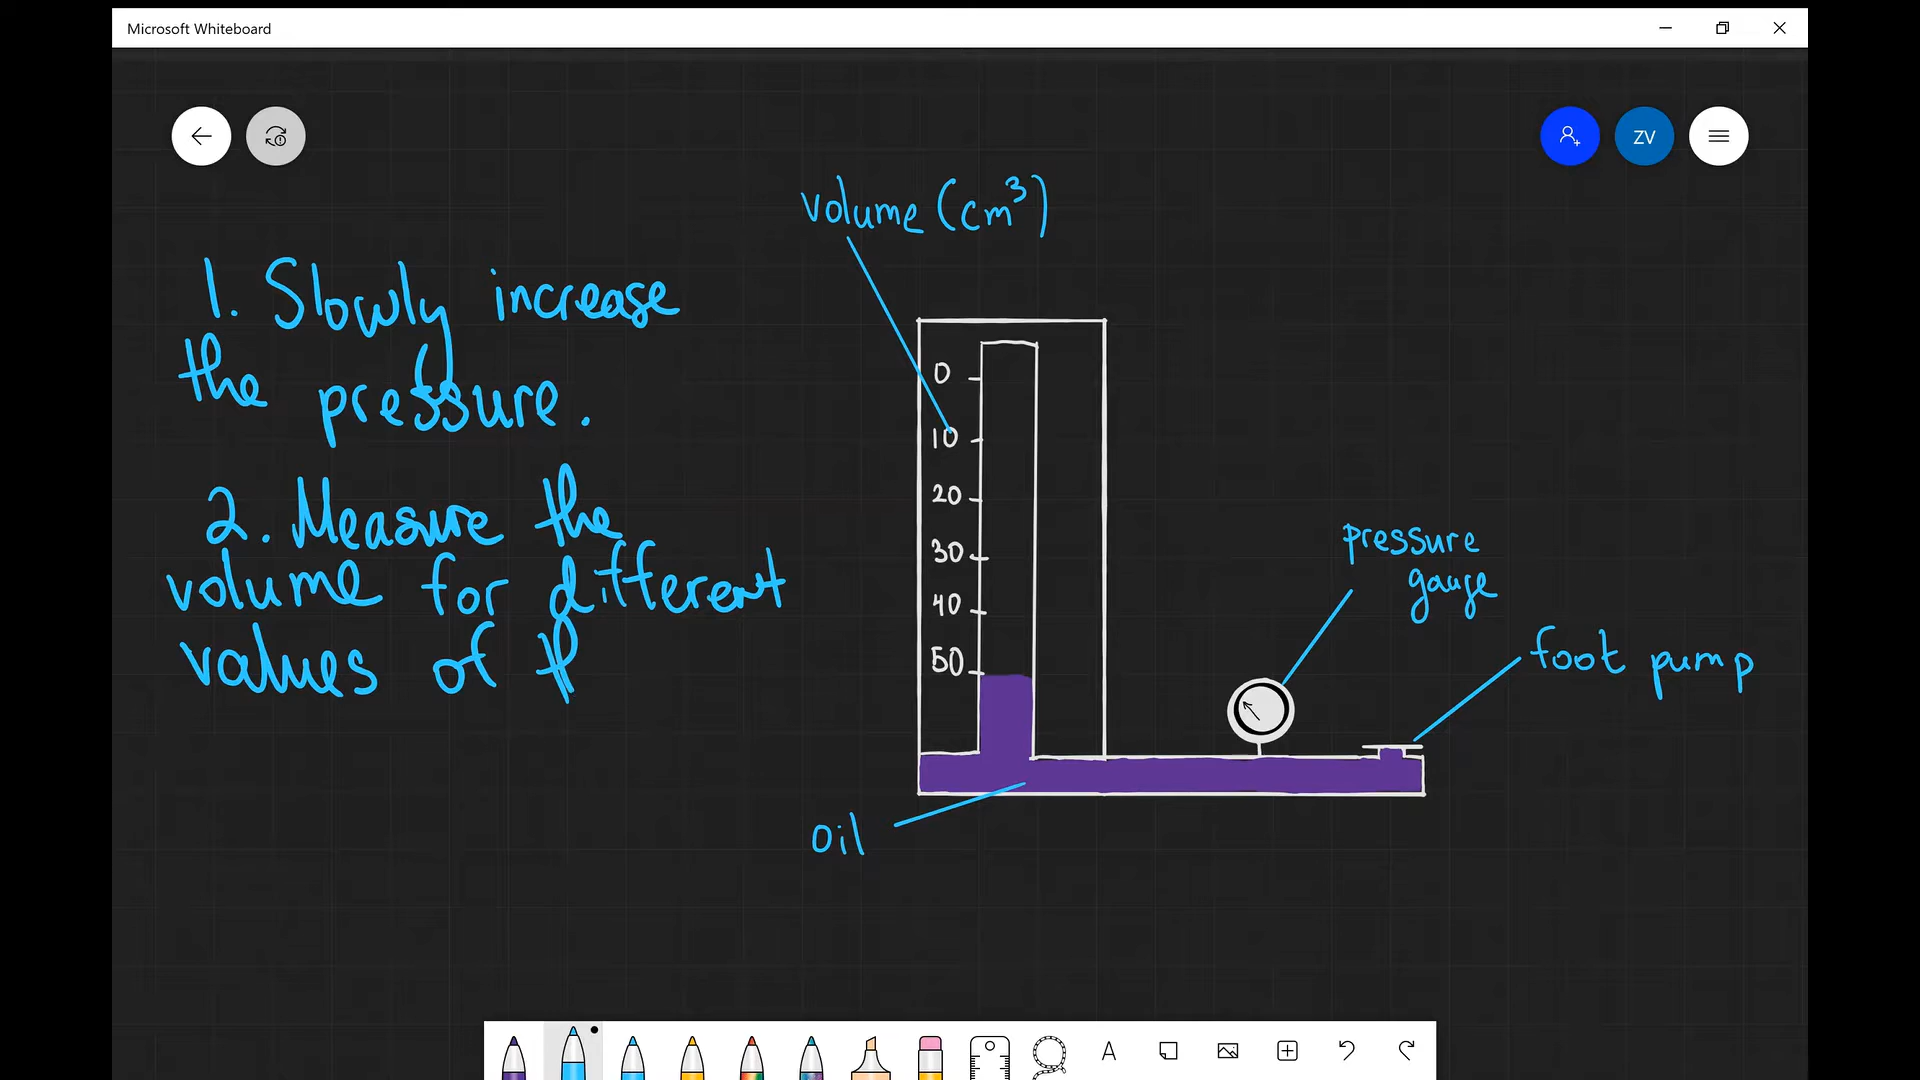 Microsoft Whiteboard
ZV
volume (cm³)
1. Slowly increase
the pressure.
2. Measure the
volume for different
values of P
0
10
20
30
40
50
pressure
gauge
foot pump
oil
A